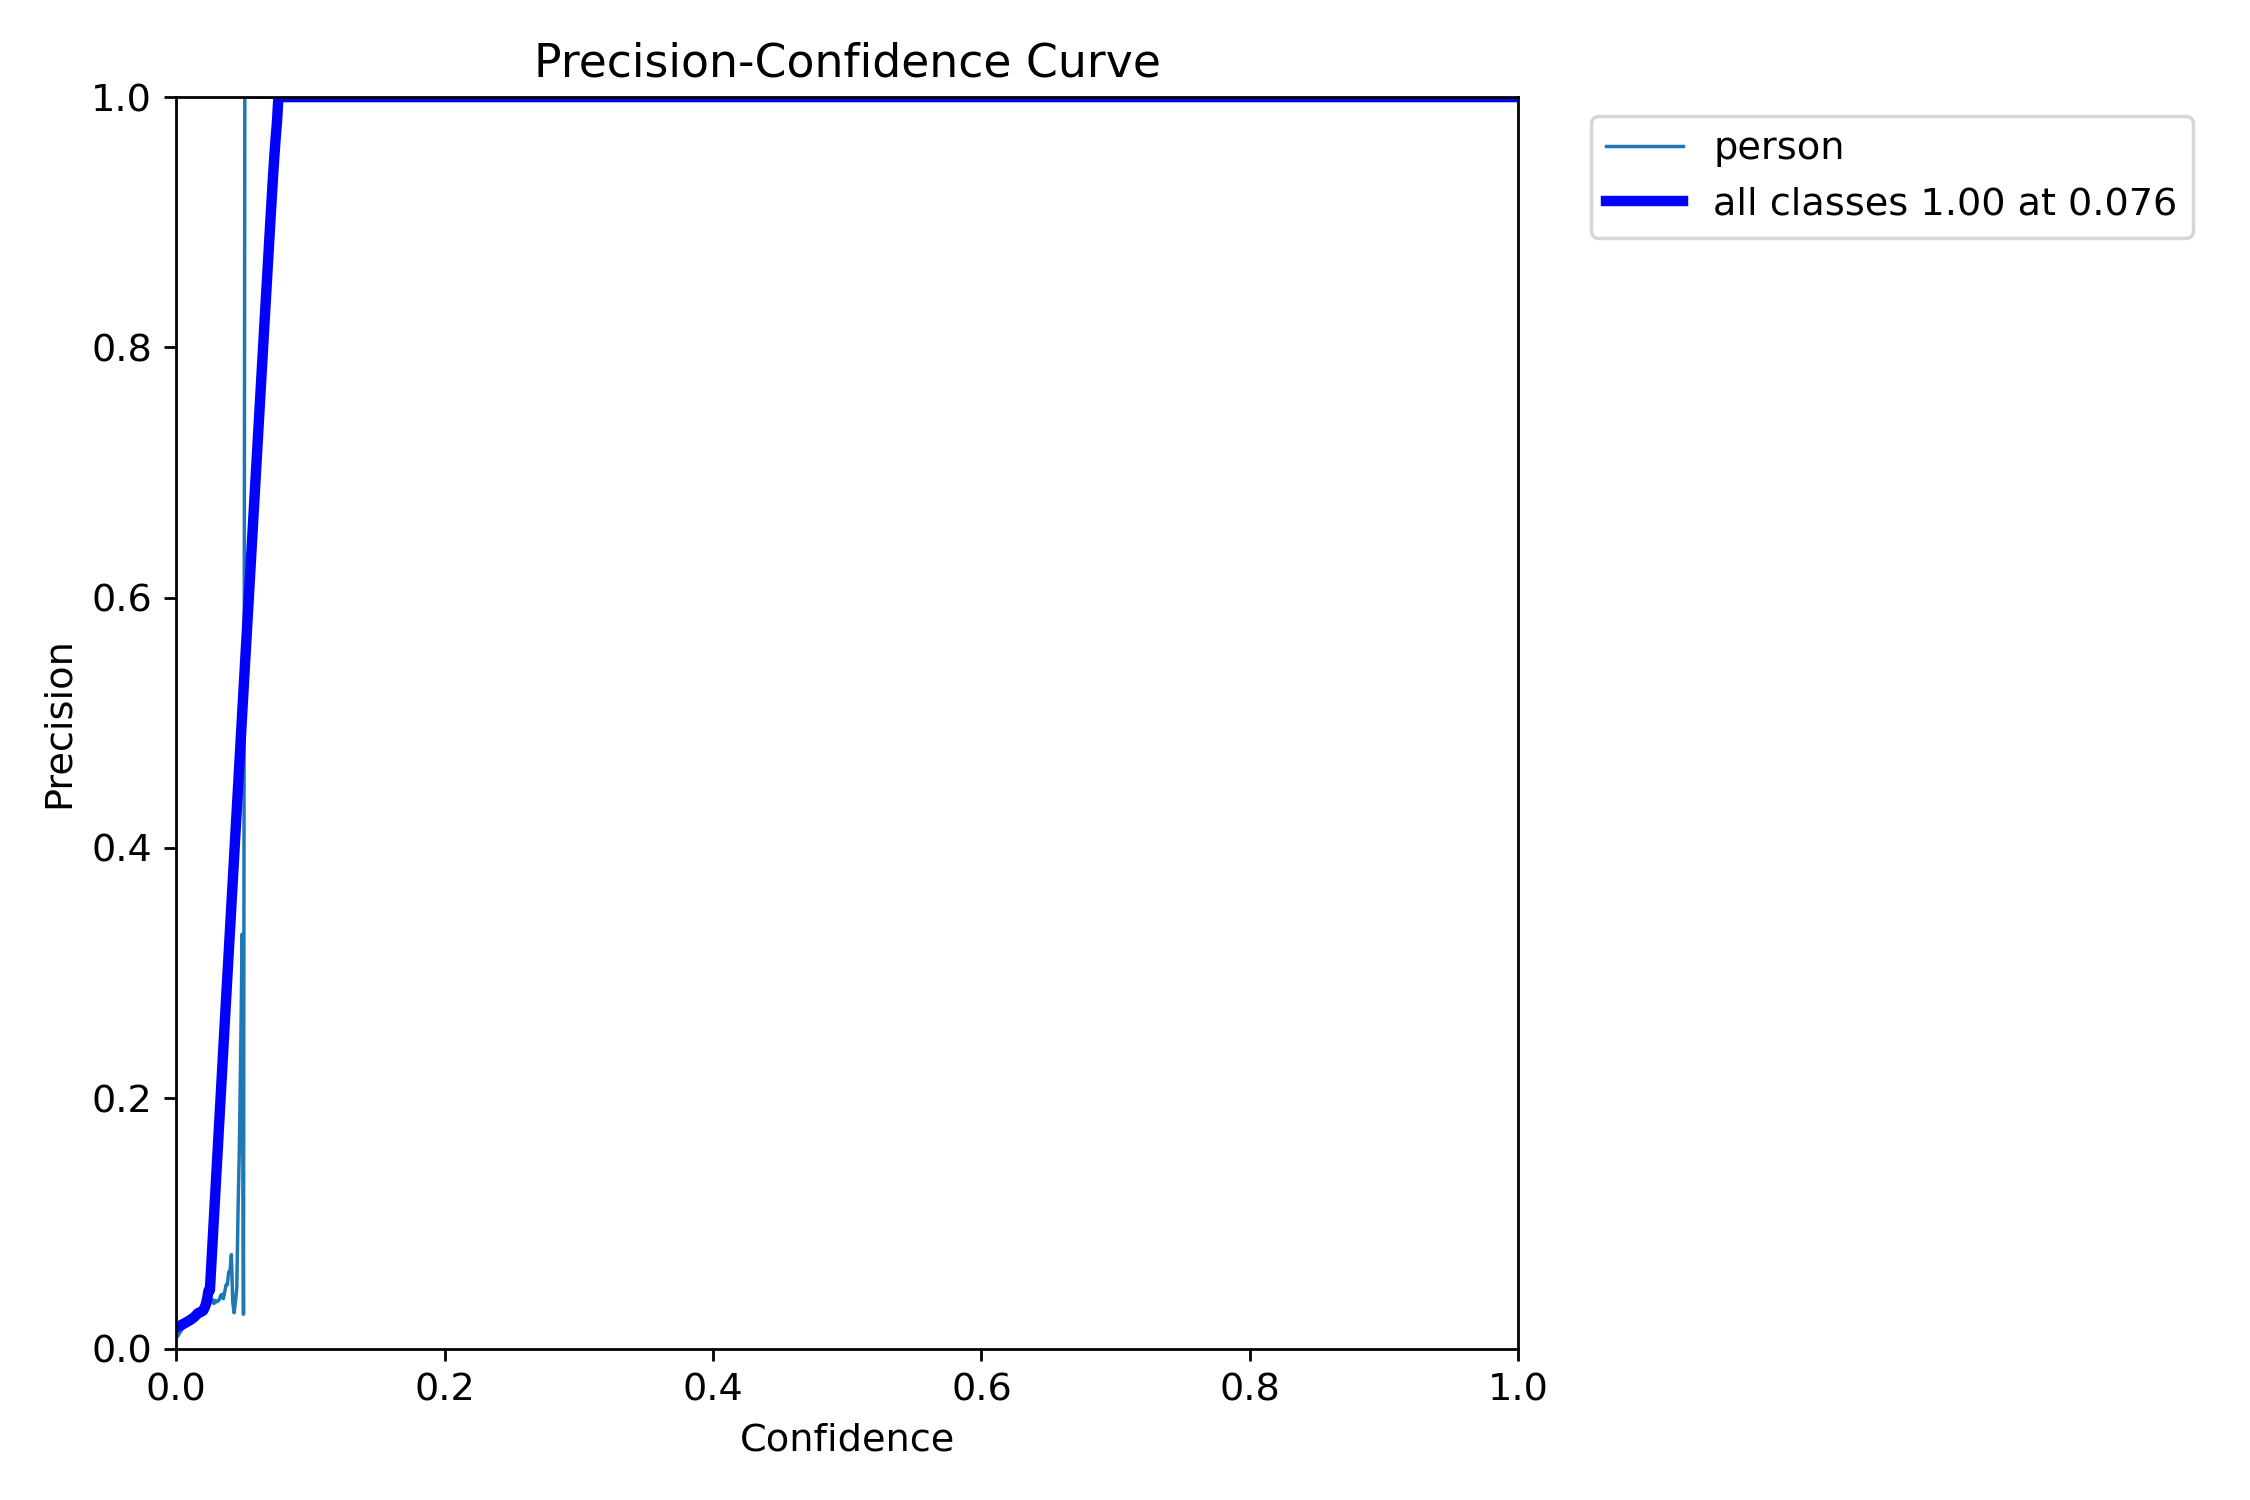 Precision-Confidence Curve
1.0
0.8
0.6
0.4
0.2
0.0
Precision
0.0 0.2 0.4 0.6 0.8 1.0
Confidence
person
all classes 1.00 at 0.076